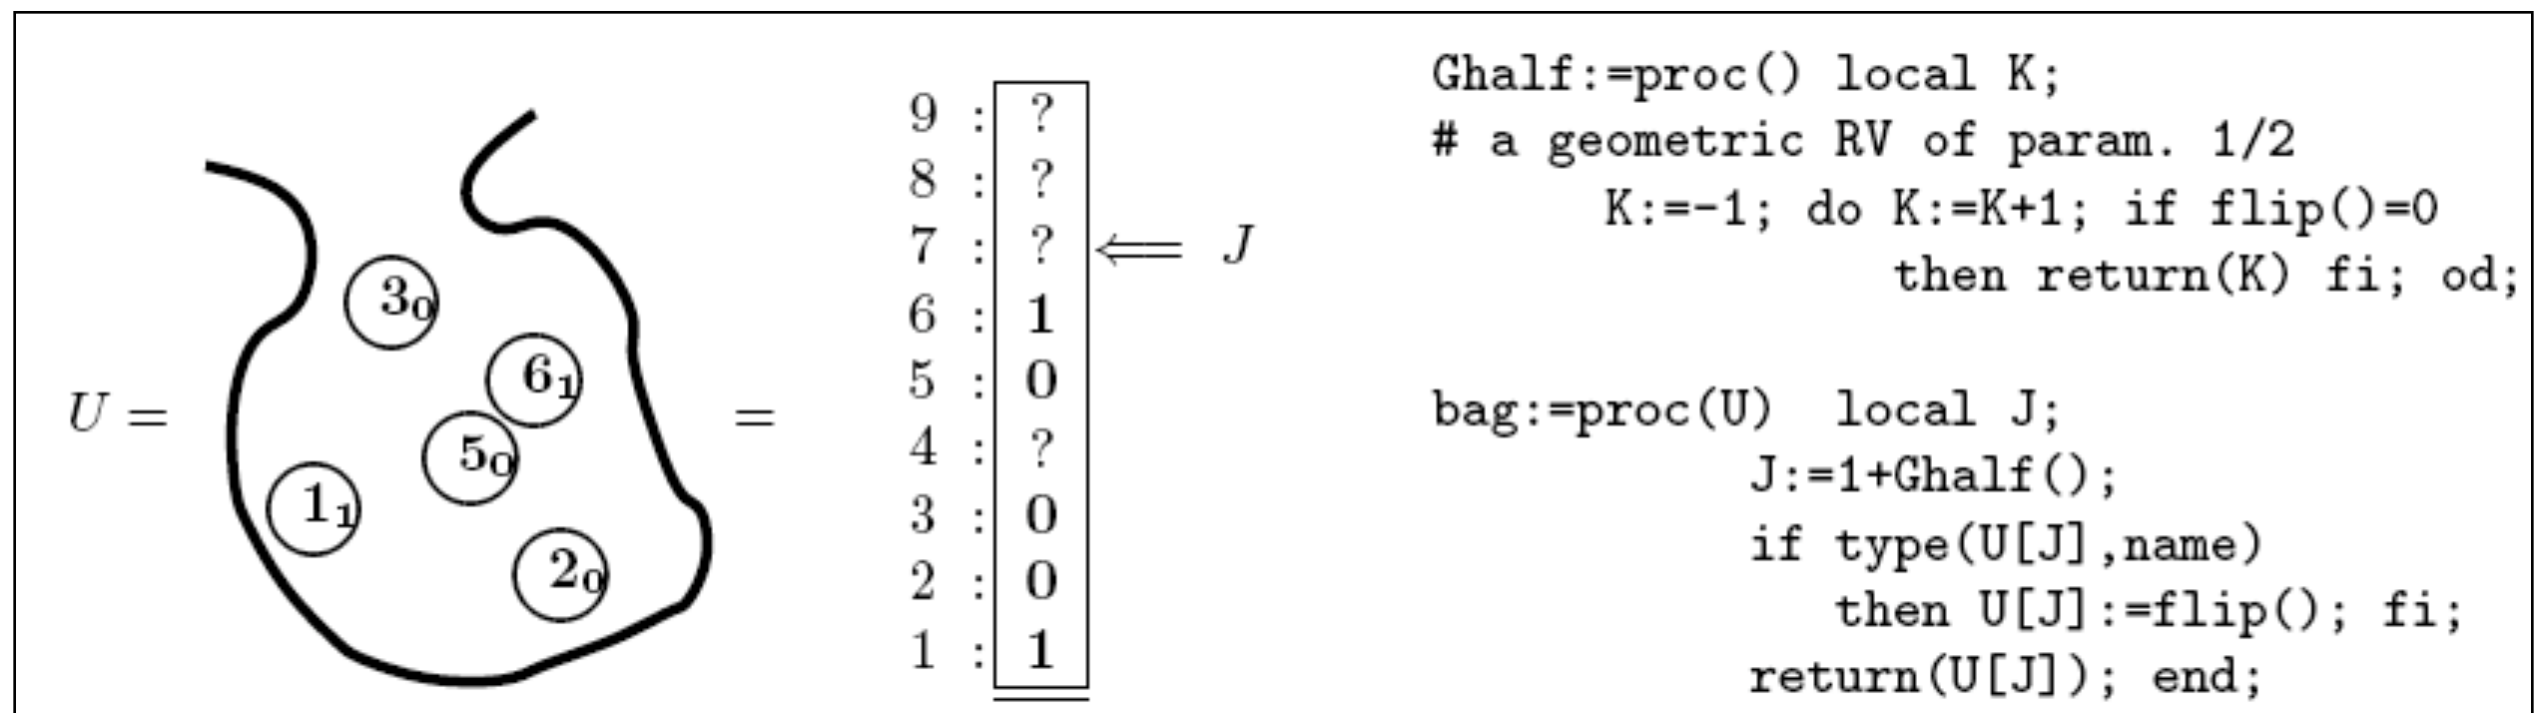 U =
3₀
6₁
5₀
1₁
2₀
=
9 : ?
8 : ?
7 : ? ⟸ J
6 : 1
5 : 0
4 : ?
3 : 0
2 : 0
1 : 1
Ghalf:=proc() local K;
# a geometric RV of param. 1/2
K:=-1; do K:=K+1; if flip()=0
then return(K) fi; od;
bag:=proc(U) local J;
J:=1+Ghalf();
if type(U[J],name)
then U[J]:=flip(); fi;
return(U[J]); end;